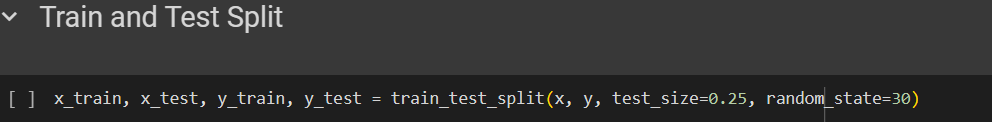 Train and Test Split
[ ] x_train, x_test, y_train, y_test = train_test_split(x, y, test_size=0.25, random_state=30)